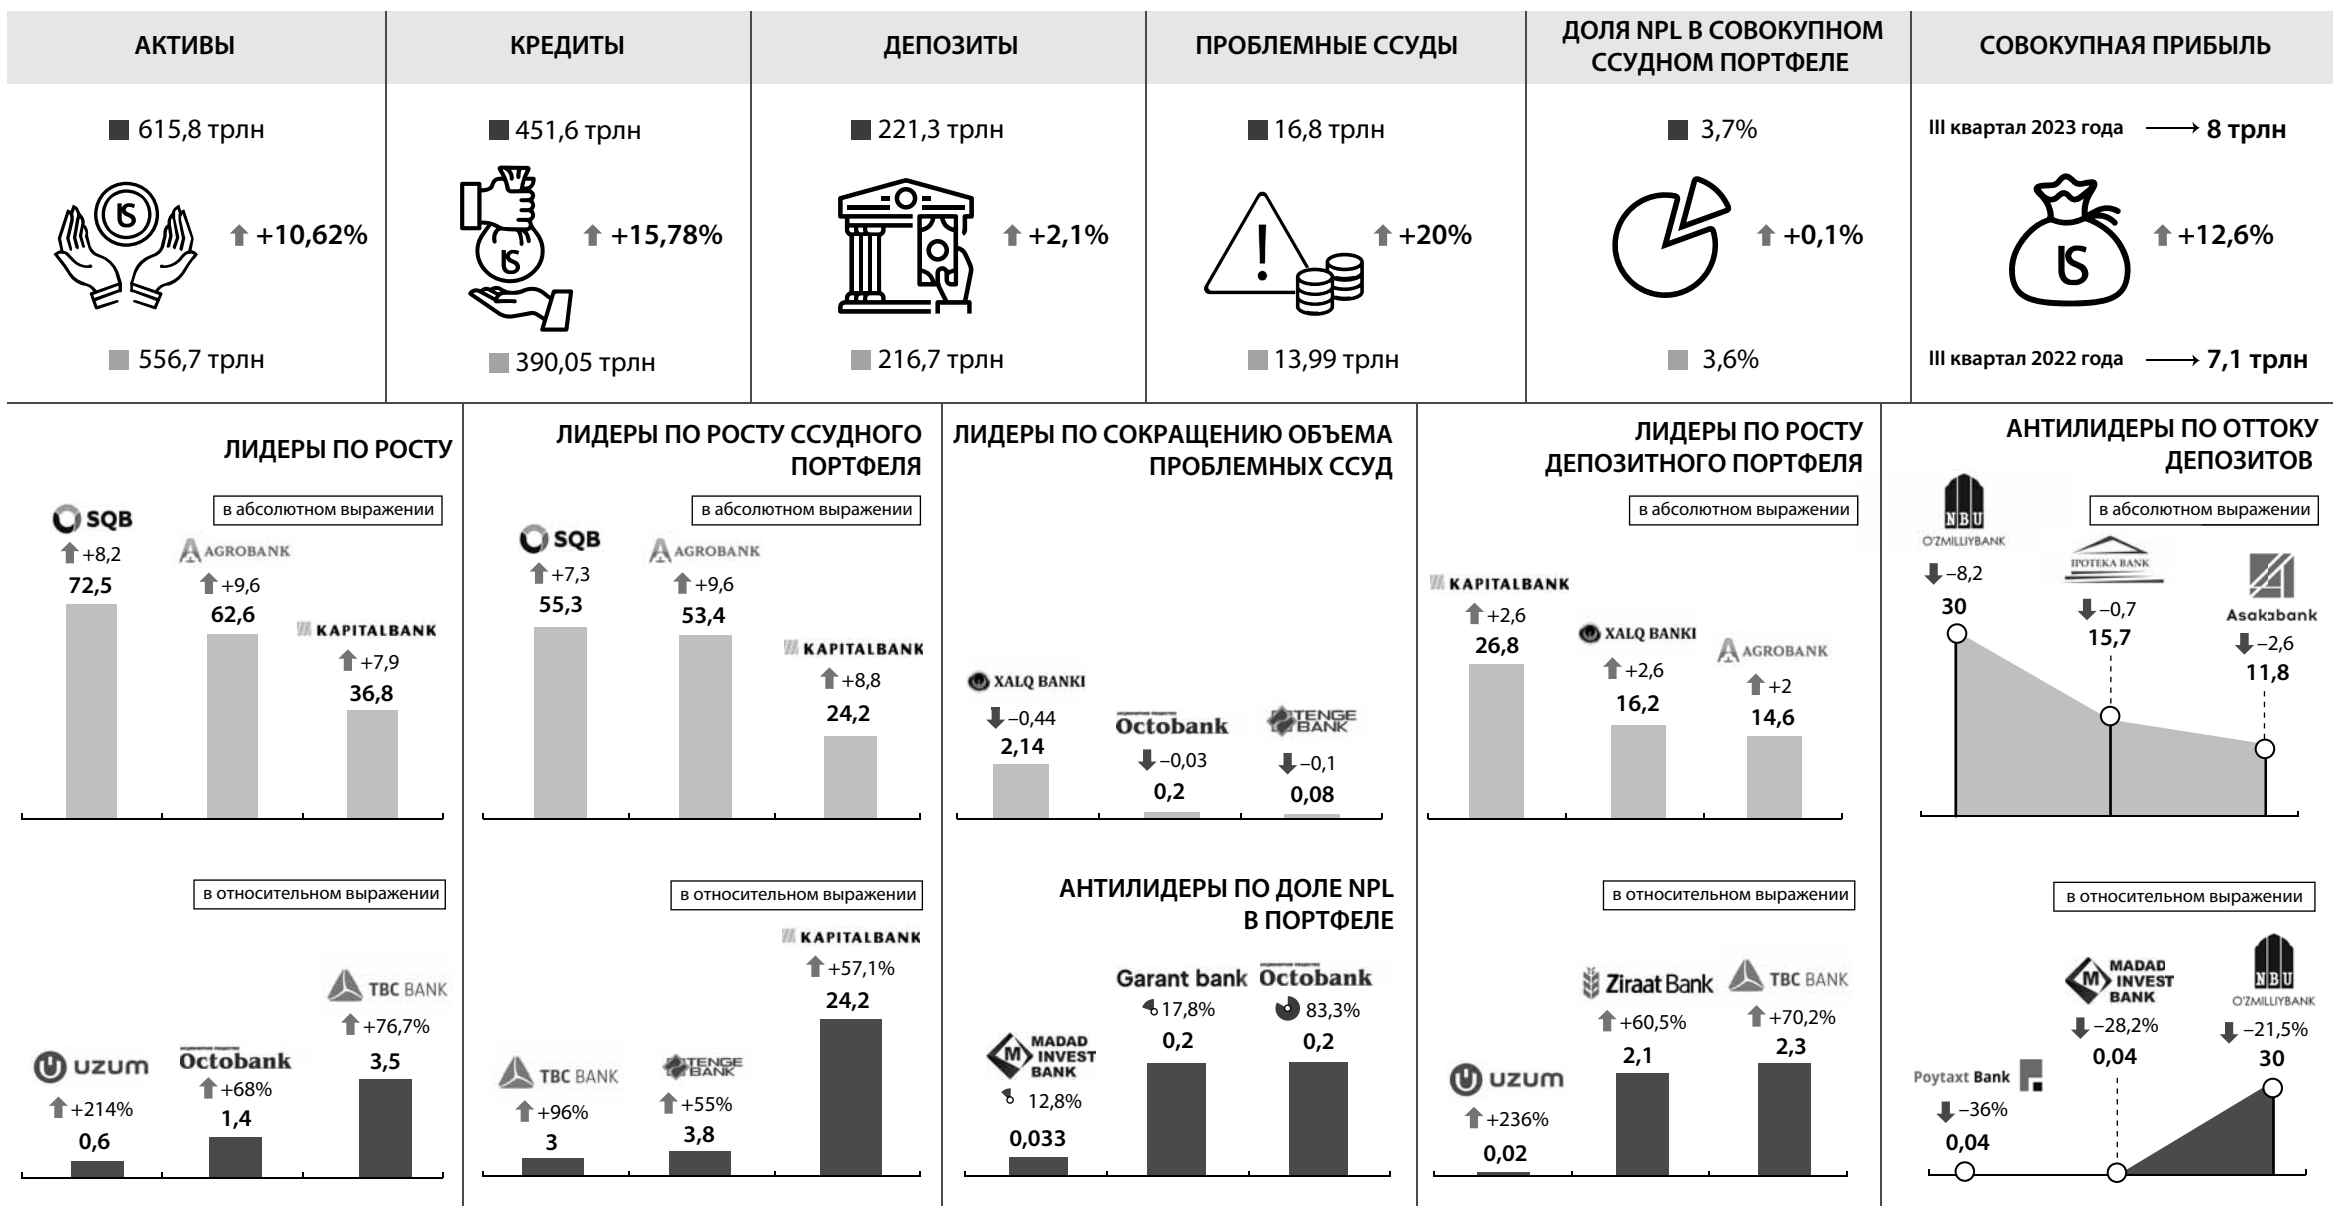 АКТИВЫ
615,8 трлн
+10,62%
556,7 трлн
КРЕДИТЫ
451,6 трлн
+15,78%
390,05 трлн
ДЕПОЗИТЫ
221,3 трлн
+2,1%
216,7 трлн
ПРОБЛЕМНЫЕ ССУДЫ
16,8 трлн
+20%
13,99 трлн
ДОЛЯ NPL В СОВОКУПНОМ
ССУДНОМ ПОРТФЕЛЕ
3,7%
+0,1%
3,6%
СОВОКУПНАЯ ПРИБЫЛЬ
III квартал 2023 года 8 трлн
+12,6%
III квартал 2022 года 7,1 трлн
ЛИДЕРЫ ПО РОСТУ
в абсолютном выражении
SQB
+8,2
72,5
AGROBANK
+9,6
62,6
KAPITALBANK
+7,9
36,8
в относительном выражении
UZUM
+214%
0,6
Octobank
+68%
1,4
TBC BANK
+76,7%
3,5
ЛИДЕРЫ ПО РОСТУ ССУДНОГО
ПОРТФЕЛЯ
в абсолютном выражении
SQB
+7,3
55,3
AGROBANK
+9,6
53,4
KAPITALBANK
+8,8
24,2
в относительном выражении
TBC BANK
+96%
3
TENGE
BANK
+55%
3,8
KAPITALBANK
+57,1%
24,2
ЛИДЕРЫ ПО СОКРАЩЕНИЮ ОБЪЕМА
ПРОБЛЕМНЫХ ССУД
XALQ BANKI
–0,44
2,14
Octobank
–0,03
0,2
TENGE
BANK
–0,1
0,08
АНТИЛИДЕРЫ ПО ДОЛЕ NPL
В ПОРТФЕЛЕ
MADAD
INVEST
BANK
12,8%
0,033
Garant bank
17,8%
0,2
Octobank
83,3%
0,2
ЛИДЕРЫ ПО РОСТУ
ДЕПОЗИТНОГО ПОРТФЕЛЯ
в абсолютном выражении
KAPITALBANK
+2,6
26,8
XALQ BANKI
+2,6
16,2
AGROBANK
+2
14,6
в относительном выражении
UZUM
+236%
0,02
Ziraat Bank
+60,5%
2,1
TBC BANK
+70,2%
2,3
АНТИЛИДЕРЫ ПО ОТТОКУ
ДЕПОЗИТОВ
в абсолютном выражении
NBU
O'ZMILLIYBANK
–8,2
30
IPOTEKA BANK
–0,7
15,7
Asakabank
–2,6
11,8
в относительном выражении
Poytaxt Bank
–36%
0,04
MADAD
INVEST
BANK
–28,2%
0,04
NBU
O'ZMILLIYBANK
–21,5%
30